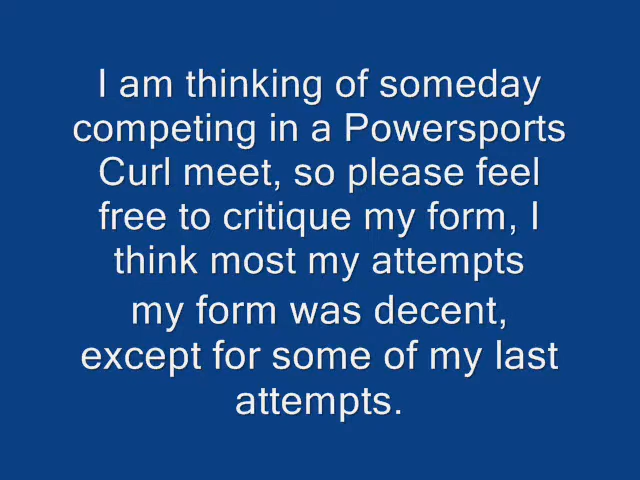 I am thinking of someday
competing in a Powersports
Curl meet, so please feel
free to critique my form, I
think most my attempts
my form was decent,
except for some of my last
attempts.